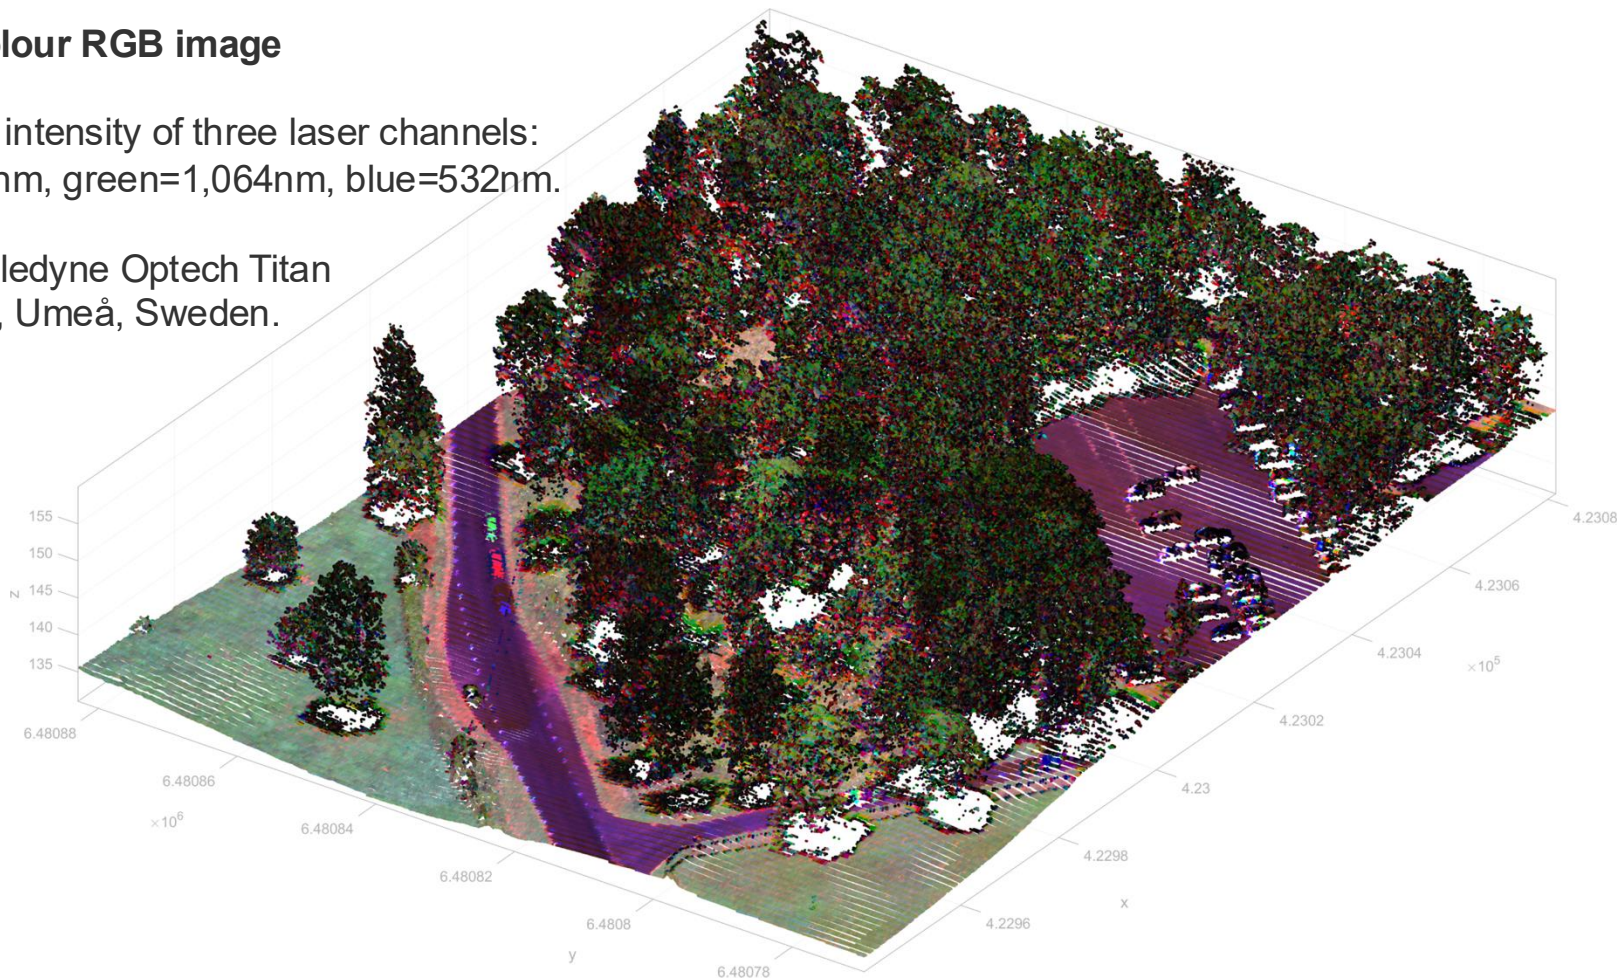 lour RGB image
intensity of three laser channels:
nm, green=1,064nm, blue=532nm.
ledyne Optech Titan
, Umeå, Sweden.
155
150
145
140
135
z
6.48088
6.48086
×10⁶
6.48084
6.48082
6.4808
6.48078
y
4.2308
4.2306
4.2304
×10⁵
4.2302
4.23
4.2298
x
4.2296